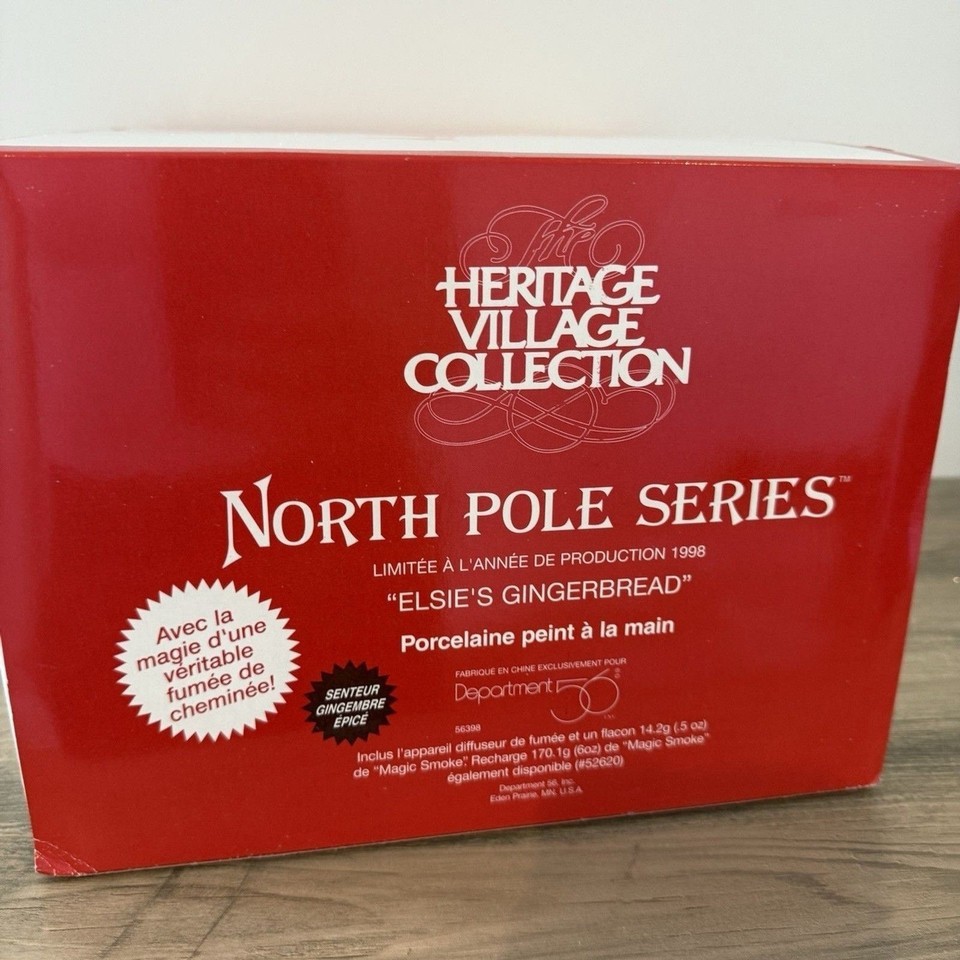 The
HERITAGE
VILLAGE
COLLECTION®
NORTH POLE SERIES™
LIMITÉE À L'ANNÉE DE PRODUCTION 1998
“ELSIE'S GINGERBREAD”
Porcelaine peint à la main
Avec la
magie d'une
véritable
fumée de
cheminée!
SENTEUR
GINGEMBRE
ÉPICÉ
FABRIQUE EN CHINE EXCLUSIVEMENT POUR
Department 56®
56398
Inclus l'appareil diffuseur de fumée et un flacon 14.2g (.5 oz)
de “Magic Smoke”. Recharge 170.1g (6oz) de “Magic Smoke”
également disponible (#52620)
Department 56, Inc.
Eden Prairie, MN, U.S.A.